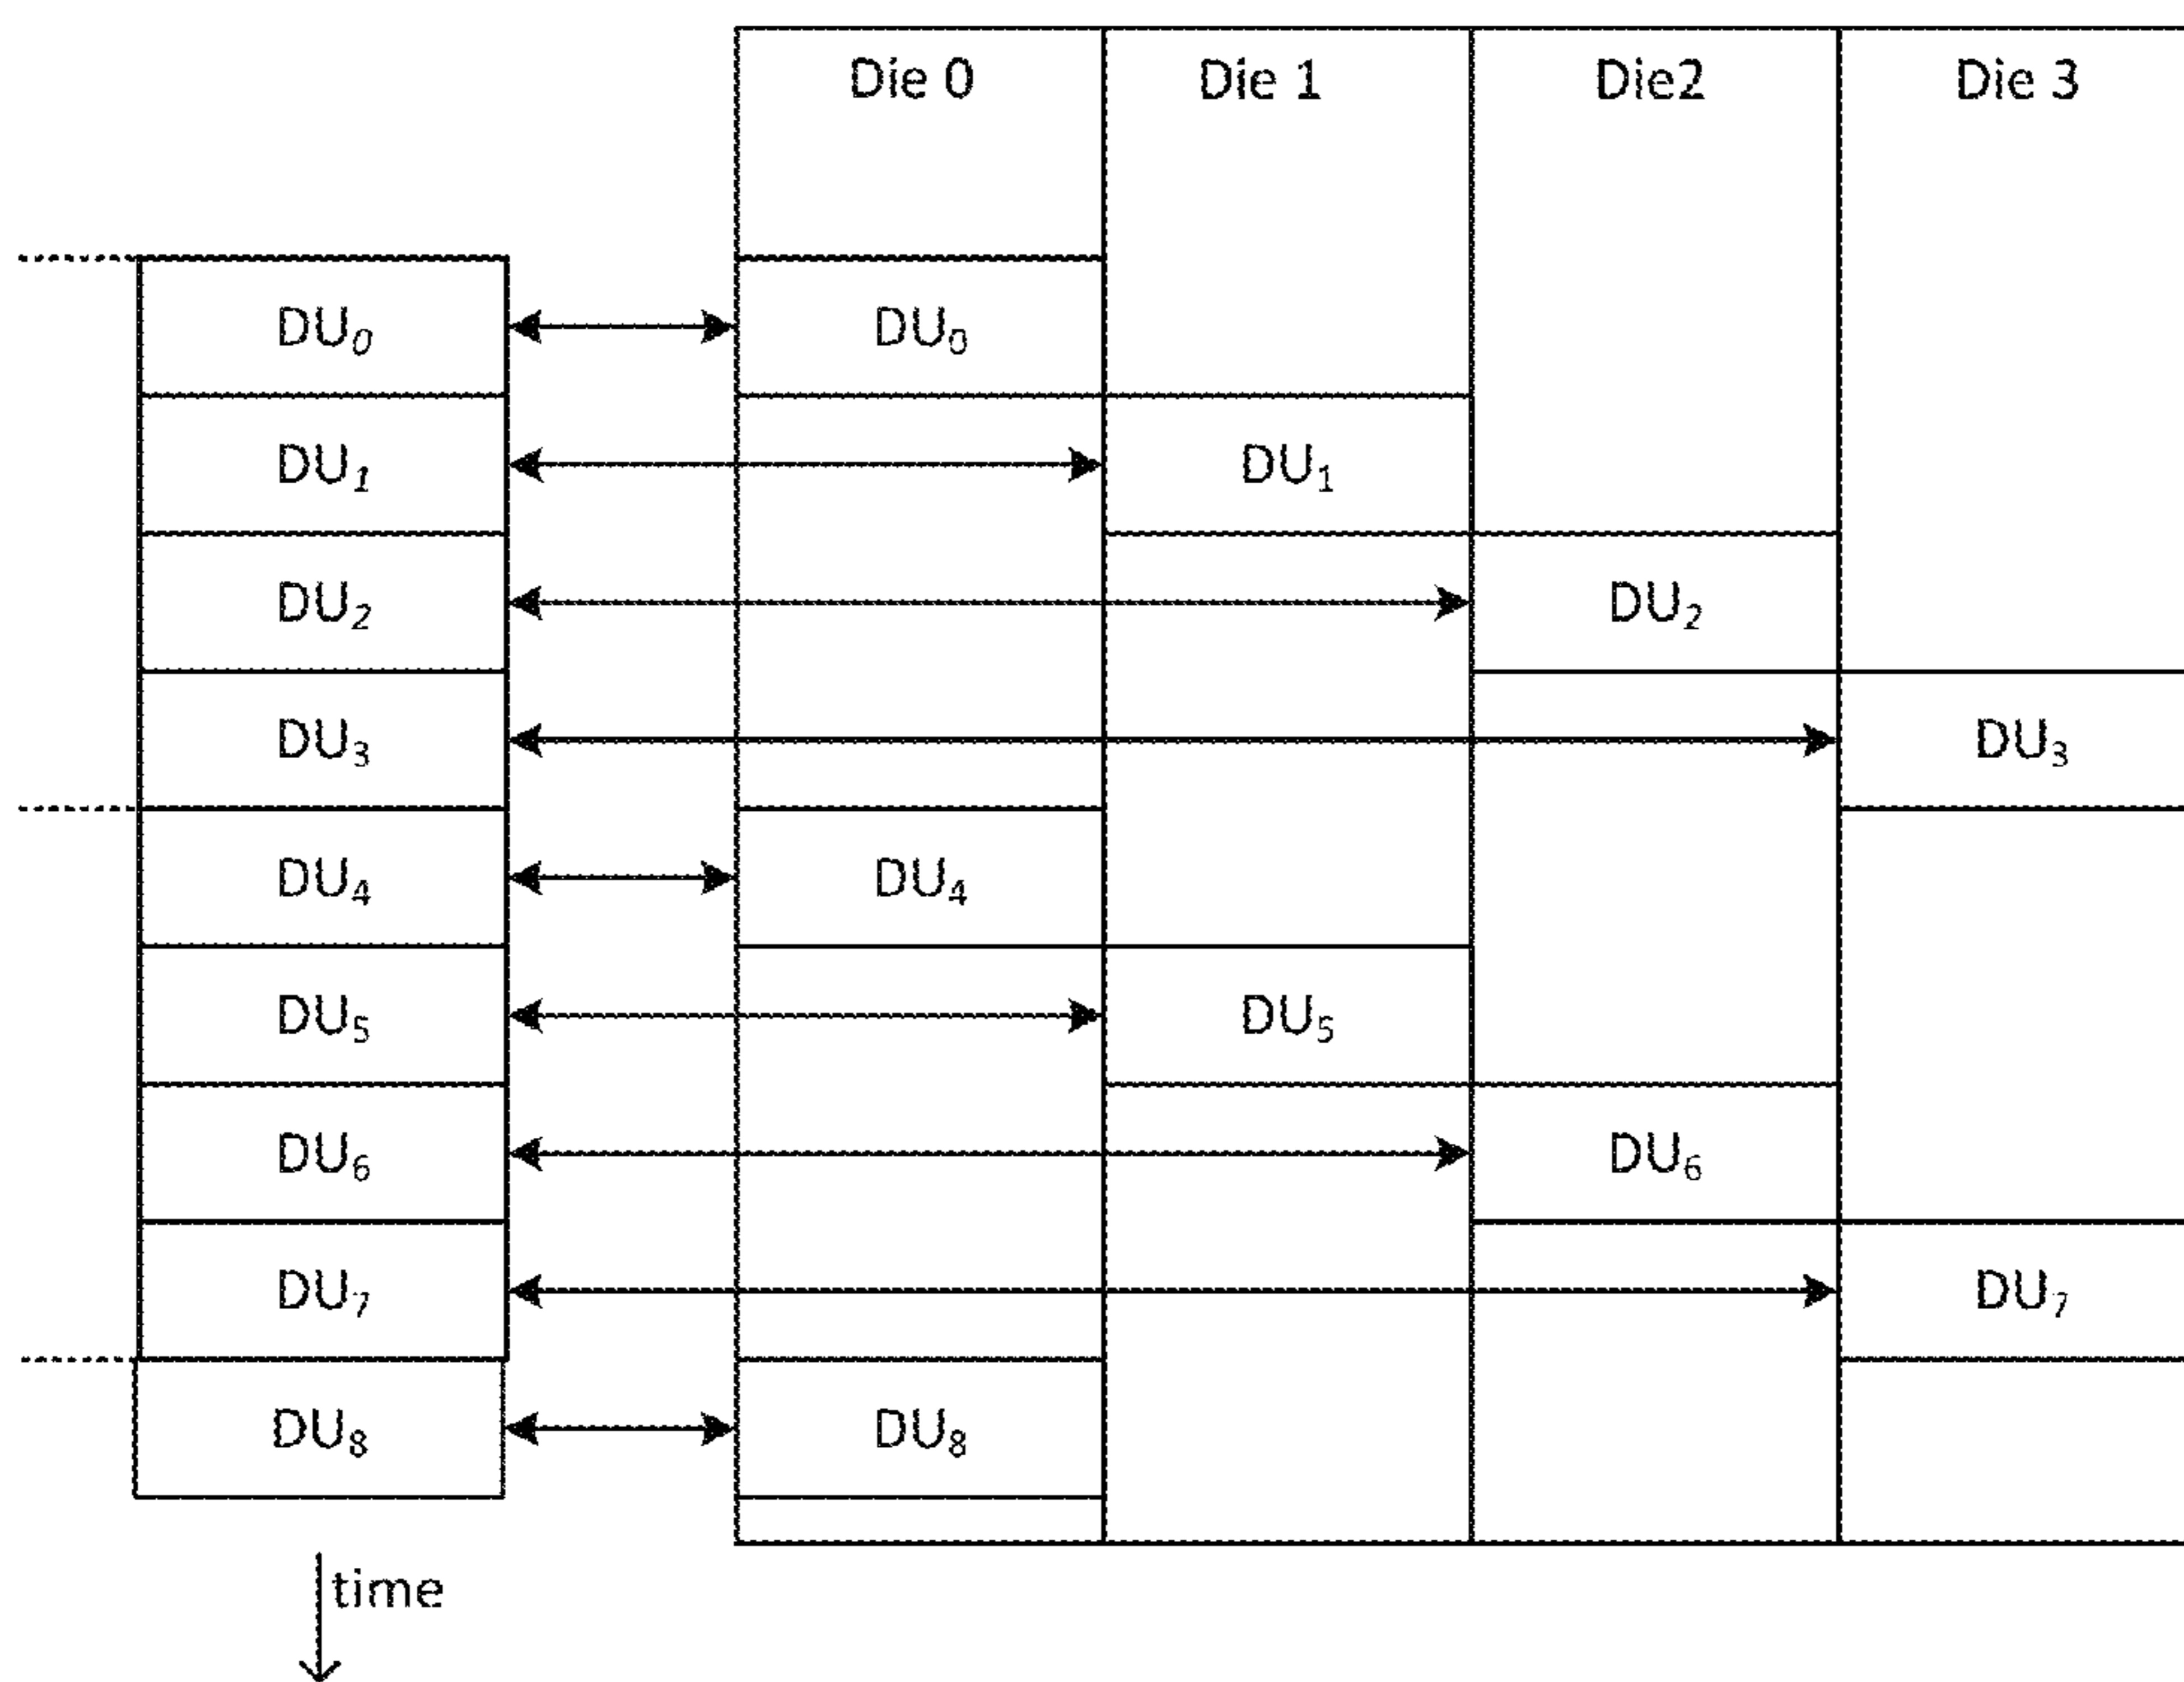 Die 0 Die 1 Die2 Die 3
DU₀ DU₀
DU₁ DU₁
DU₂ DU₂
DU₃ DU₃
DU₄ DU₄
DU₅ DU₅
DU₆ DU₆
DU₇ DU₇
DU₈ DU₈
time